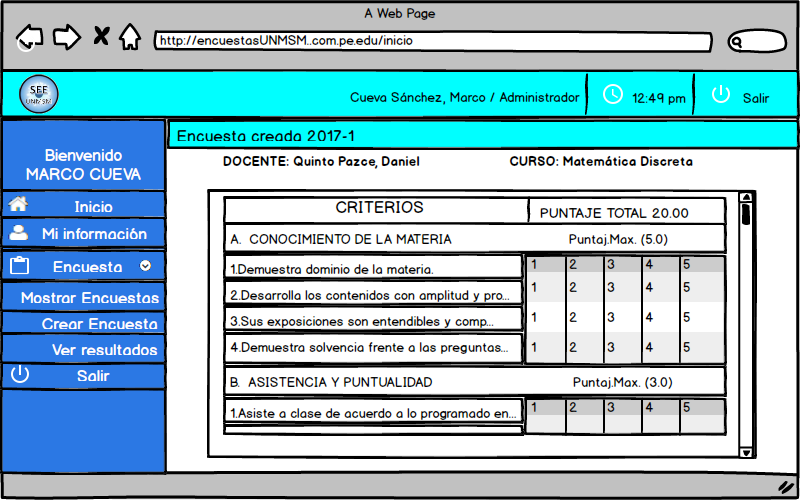 A Web Page
http://encuestasUNMSM..com.pe.edu/inicio
SEE
UNMSM
Cueva Sánchez, Marco / Administrador
12:49 pm
Salir
Bienvenido
MARCO CUEVA
Inicio
Mi información
Encuesta
Mostrar Encuestas
Crear Encuesta
Ver resultados
Salir
Encuesta creada 2017-1
DOCENTE: Quinto Pazce, Daniel CURSO: Matemática Discreta
CRITERIOS PUNTAJE TOTAL 20.00
A. CONOCIMIENTO DE LA MATERIA Puntaj.Max. (5.0)
1.Demuestra dominio de la materia. 1 2 3 4 5
2.Desarrolla los contenidos con amplitud y pro... 1 2 3 4 5
3.Sus exposiciones son entendibles y comp... 1 2 3 4 5
4.Demuestra solvencia frente a las preguntas... 1 2 3 4 5
B. ASISTENCIA Y PUNTUALIDAD Puntaj.Max. (3.0)
1.Asiste a clase de acuerdo a lo programado en... 1 2 3 4 5